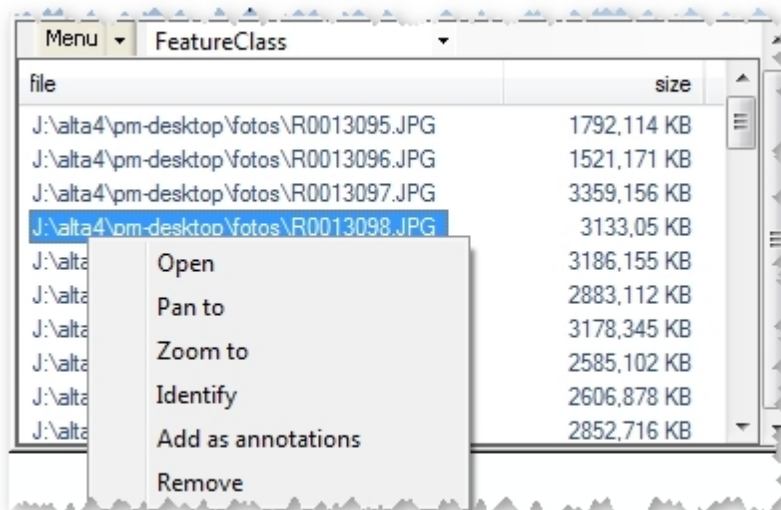 Menu FeatureClass
file size
J:\alta4\pm-desktop\fotos\R0013095.JPG 1792,114 KB
J:\alta4\pm-desktop\fotos\R0013096.JPG 1521,171 KB
J:\alta4\pm-desktop\fotos\R0013097.JPG 3359,156 KB
J:\alta4\pm-desktop\fotos\R0013098.JPG 3133,05 KB
J:\alta 3186,155 KB
J:\alta 2883,112 KB
J:\alta 3178,345 KB
J:\alta 2585,102 KB
J:\alta 2606,878 KB
J:\alta 2852,716 KB
Open
Pan to
Zoom to
Identify
Add as annotations
Remove